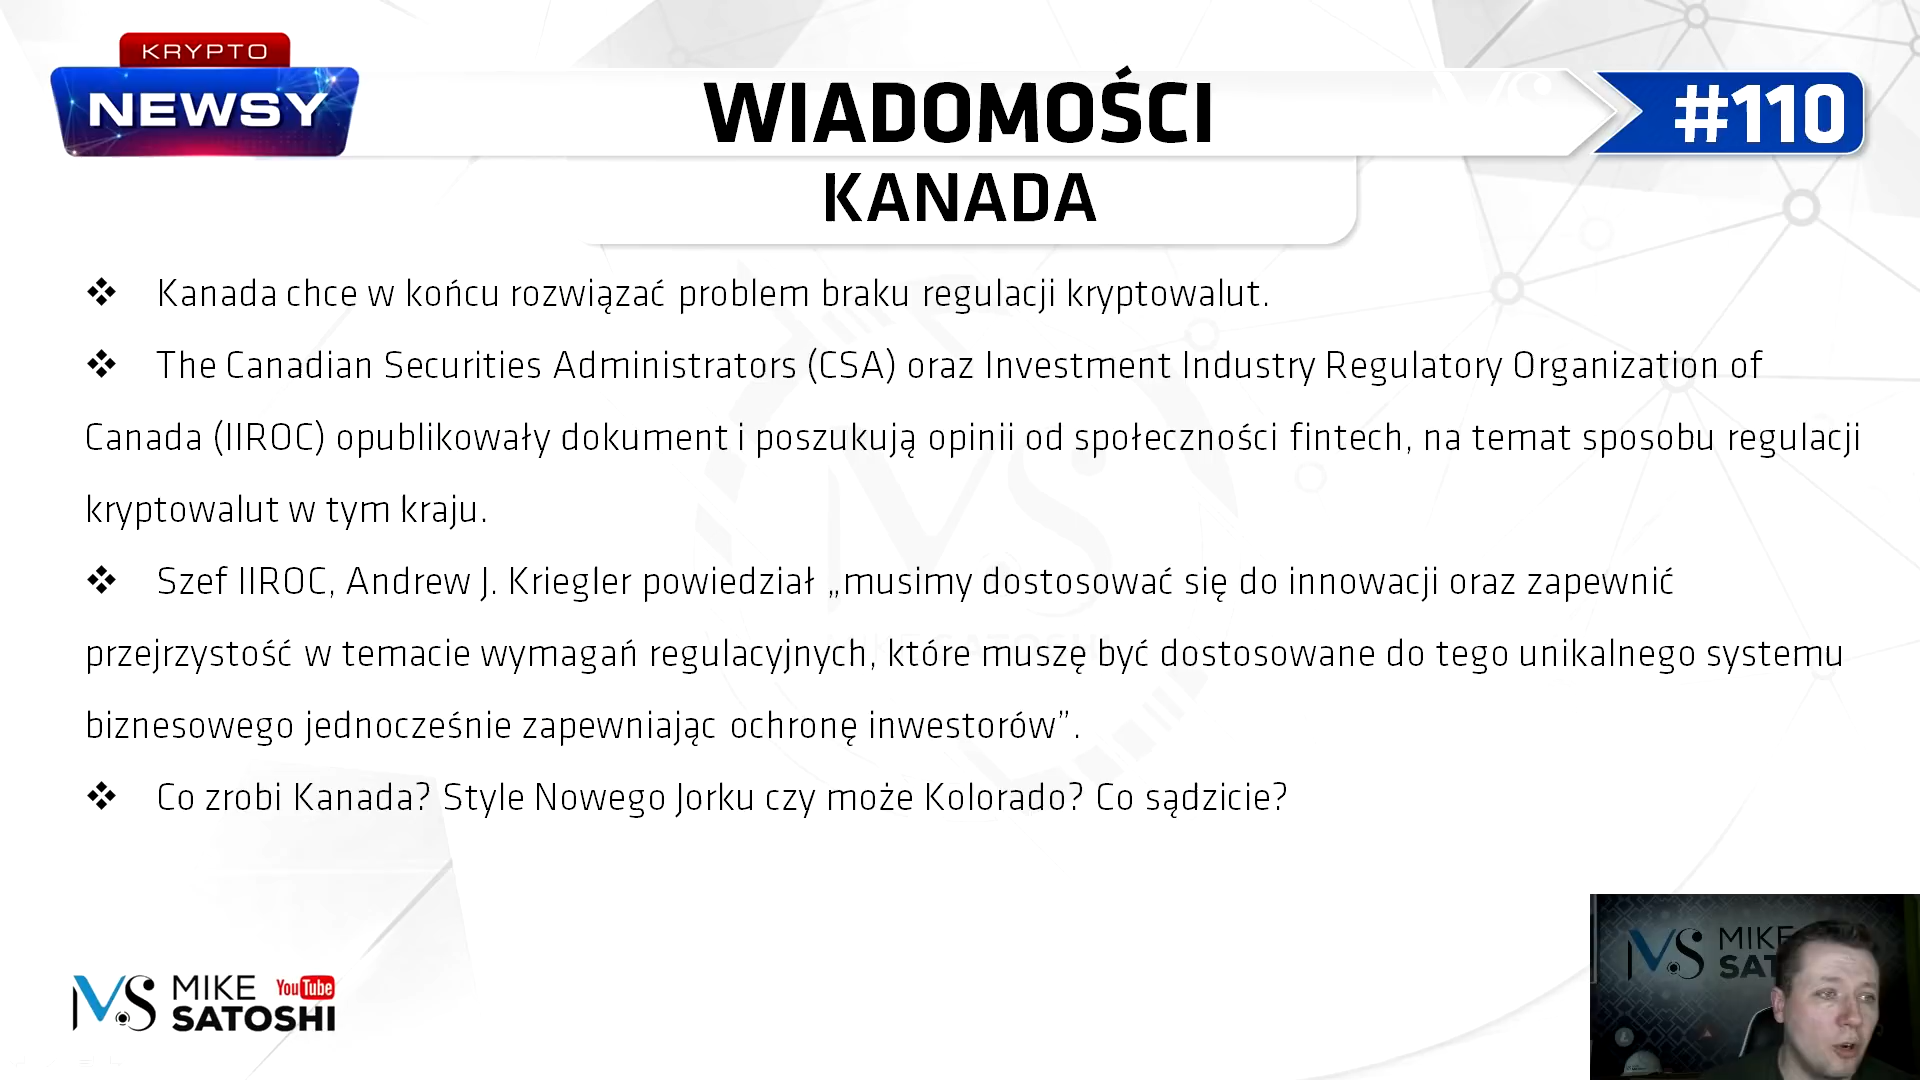 KRYPTO
NEWSY
WIADOMOŚCI
#110
KANADA
❖ Kanada chce w końcu rozwiązać problem braku regulacji kryptowalut.
❖ The Canadian Securities Administrators (CSA) oraz Investment Industry Regulatory Organization of
Canada (IIROC) opublikowały dokument i poszukują opinii od społeczności fintech, na temat sposobu regulacji
kryptowalut w tym kraju.
❖ Szef IIROC, Andrew J. Kriegler powiedział „musimy dostosować się do innowacji oraz zapewnić
przejrzystość w temacie wymagań regulacyjnych, które muszę być dostosowane do tego unikalnego systemu
biznesowego jednocześnie zapewniając ochronę inwestorów”.
❖ Co zrobi Kanada? Style Nowego Jorku czy może Kolorado? Co sądzicie?
MS MIKE YouTube
SATOSHI
MS MIKE
SAT